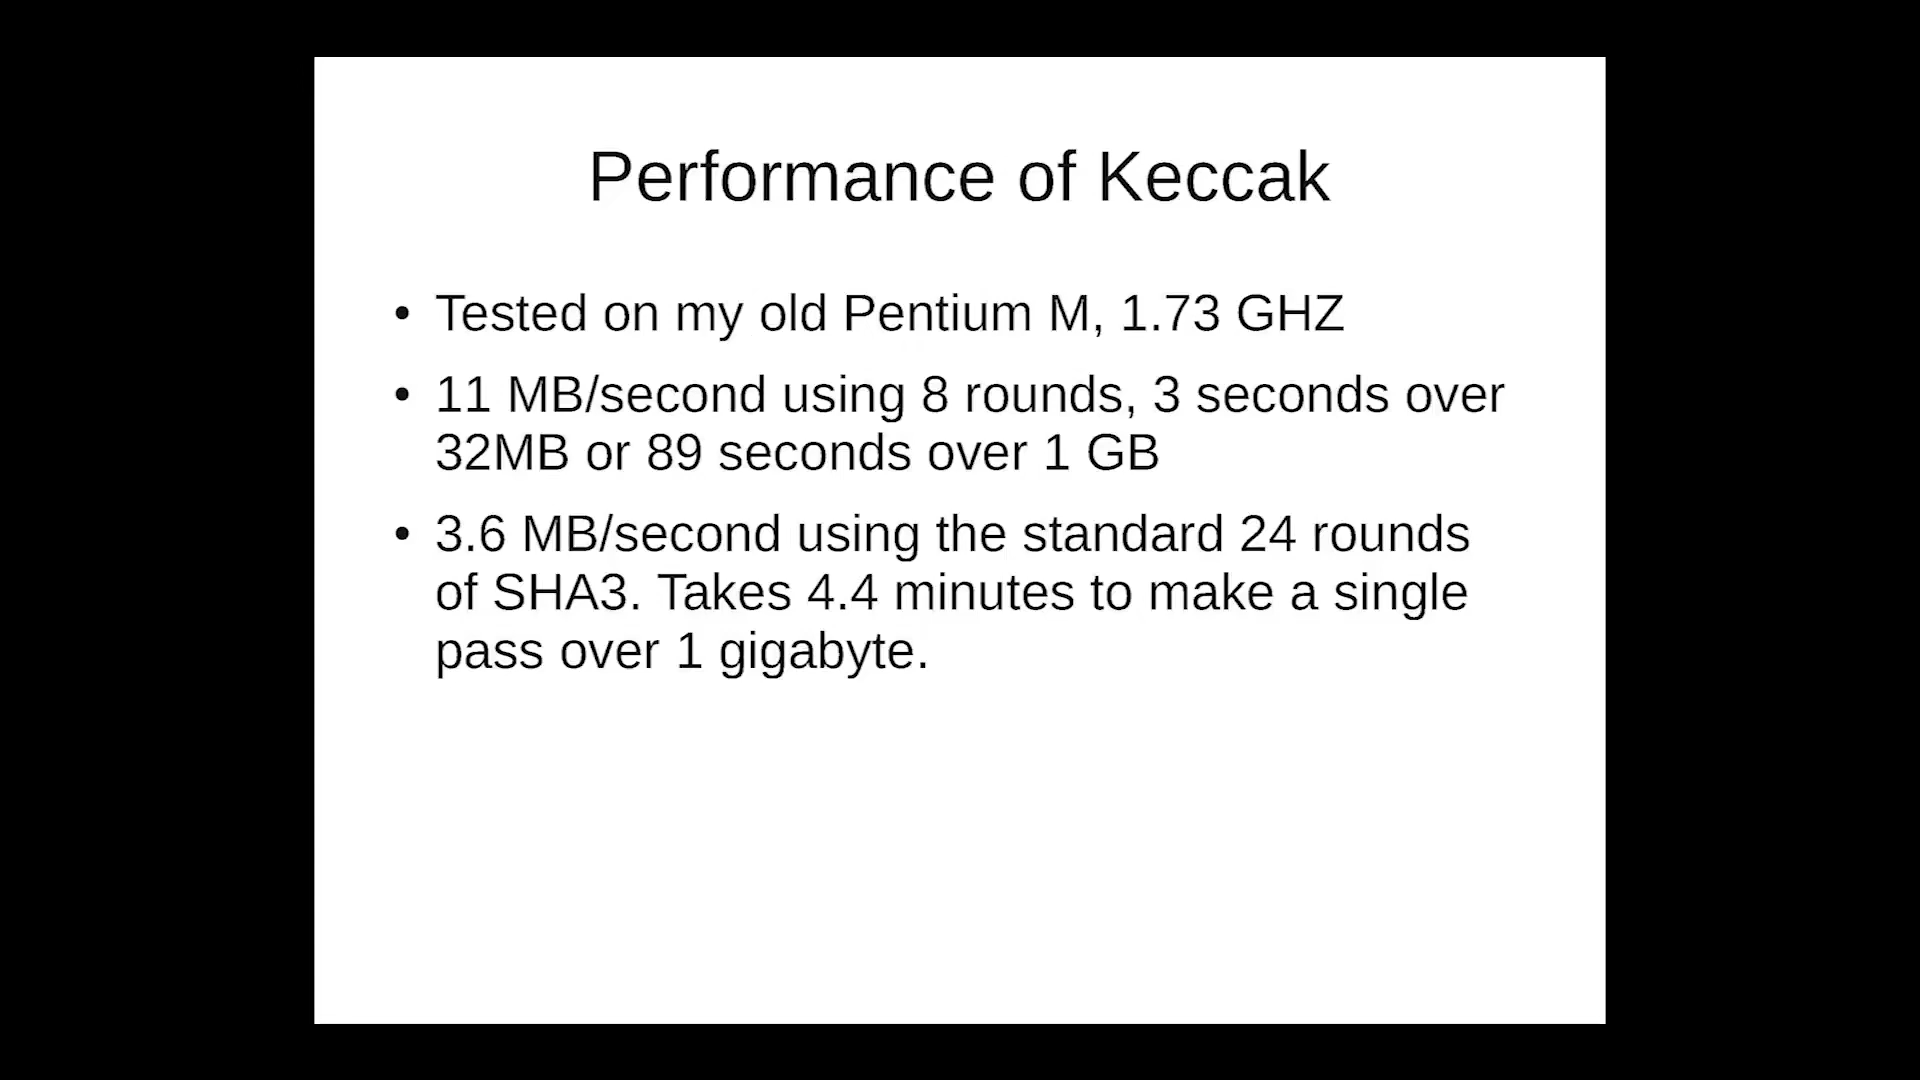 Performance of Keccak
• Tested on my old Pentium M, 1.73 GHZ
• 11 MB/second using 8 rounds, 3 seconds over
32MB or 89 seconds over 1 GB
• 3.6 MB/second using the standard 24 rounds
of SHA3. Takes 4.4 minutes to make a single
pass over 1 gigabyte.